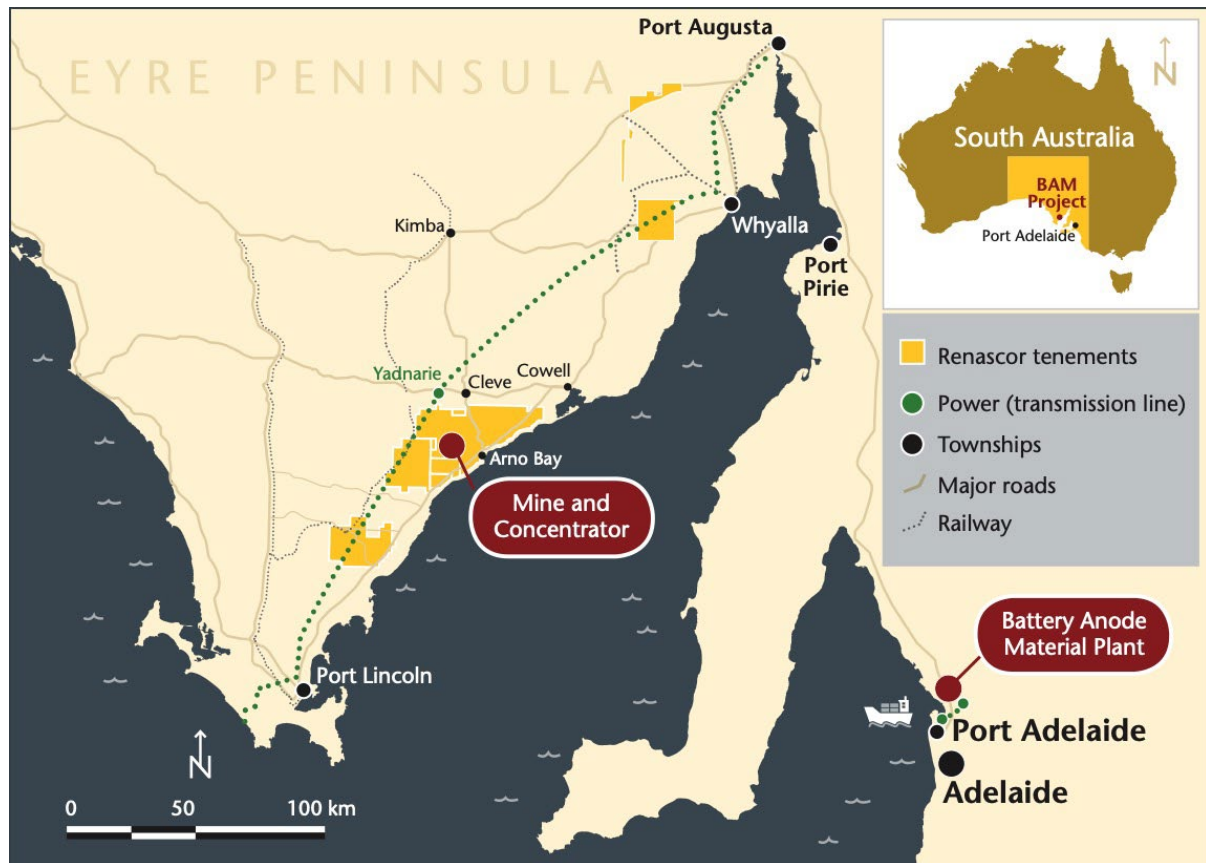 EYRE PENINSULA
Port Augusta
Kimba
Whyalla
Port
Pirie
Yadnarie
Cleve
Cowell
Arno Bay
Mine and
Concentrator
Port Lincoln
N
0 50 100 km
N
South Australia
BAM
Project
Port Adelaide
Renascor tenements
Power (transmission line)
Townships
Major roads
Railway
Battery Anode
Material Plant
Port Adelaide
Adelaide